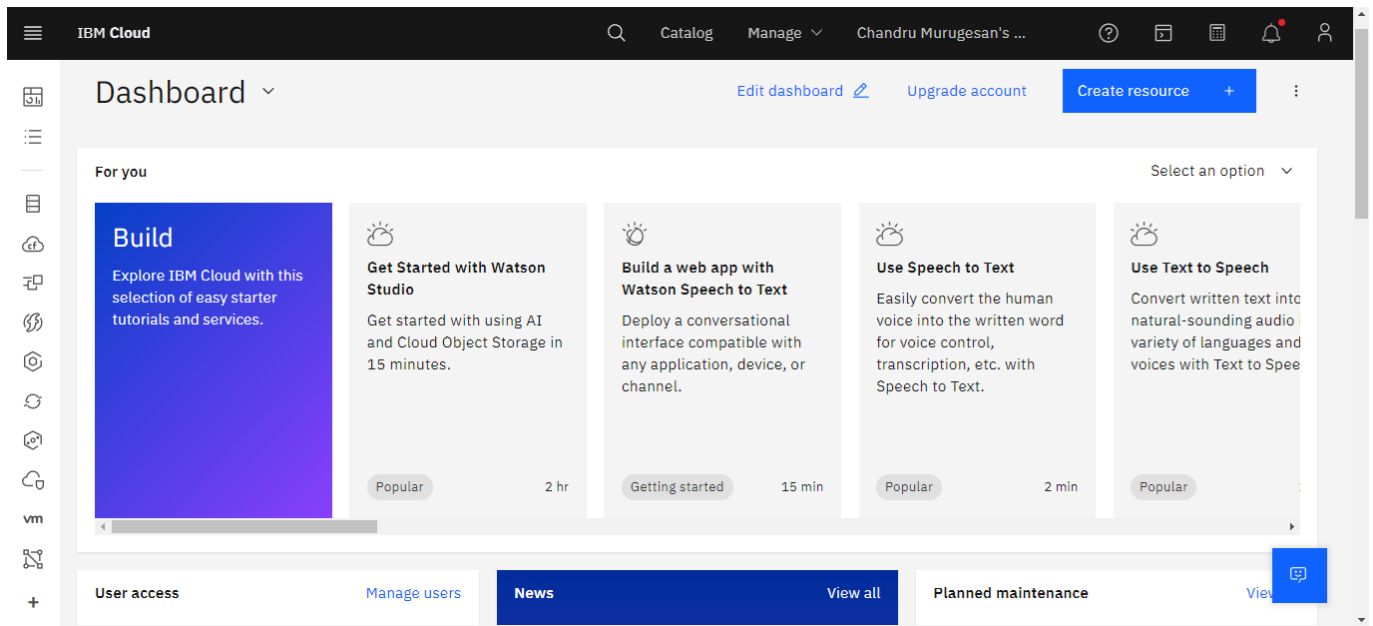 IBM Cloud
Catalog
Manage
Chandru Murugesan's ...
Dashboard
Edit dashboard
Upgrade account
Create resource +
For you
Select an option
Build
Explore IBM Cloud with this
selection of easy starter
tutorials and services.
Get Started with Watson
Studio
Get started with using AI
and Cloud Object Storage in
15 minutes.
Popular
2 hr
Build a web app with
Watson Speech to Text
Deploy a conversational
interface compatible with
any application, device, or
channel.
Getting started
15 min
Use Speech to Text
Easily convert the human
voice into the written word
for voice control,
transcription, etc. with
Speech to Text.
Popular
2 min
Use Text to Speech
Convert written text into
natural-sounding audio
variety of languages and
voices with Text to Spee
Popular
cf
vm
User access
Manage users
News
View all
Planned maintenance